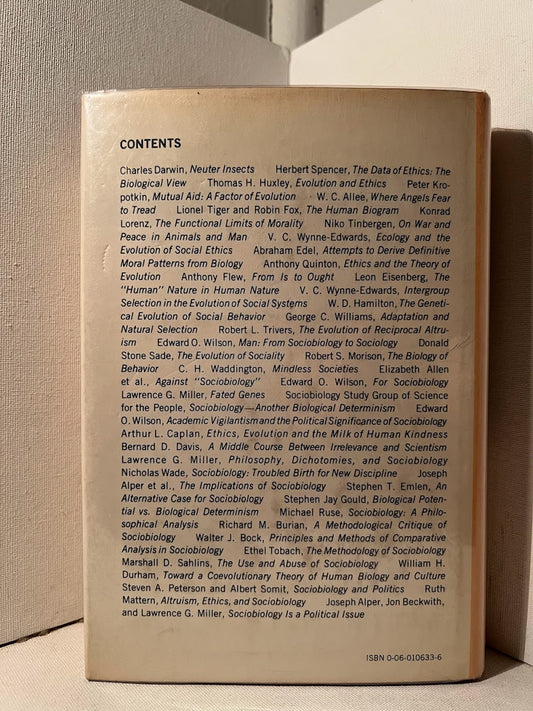 CONTENTS
Charles Darwin, Neuter Insects Herbert Spencer, The Data of Ethics: The
Biological View Thomas H. Huxley, Evolution and Ethics Peter Kro-
potkin, Mutual Aid: A Factor of Evolution W. C. Allee, Where Angels Fear
to Tread Lionel Tiger and Robin Fox, The Human Biogram Konrad
Lorenz, The Functional Limits of Morality Niko Tinbergen, On War and
Peace in Animals and Man V. C. Wynne-Edwards, Ecology and the
Evolution of Social Ethics Abraham Edel, Attempts to Derive Definitive
Moral Patterns from Biology Anthony Quinton, Ethics and the Theory of
Evolution Anthony Flew, From Is to Ought Leon Eisenberg, The
"Human" Nature in Human Nature V. C. Wynne-Edwards, Intergroup
Selection in the Evolution of Social Systems W. D. Hamilton, The Geneti-
cal Evolution of Social Behavior George C. Williams, Adaptation and
Natural Selection Robert L. Trivers, The Evolution of Reciprocal Altru-
ism Edward O. Wilson, Man: From Sociobiology to Sociology Donald
Stone Sade, The Evolution of Sociality Robert S. Morison, The Biology of
Behavior C. H. Waddington, Mindless Societies Elizabeth Allen
et al., Against "Sociobiology" Edward O. Wilson, For Sociobiology
Lawrence G. Miller, Fated Genes Sociobiology Study Group of Science
for the People, Sociobiology—Another Biological Determinism Edward
O. Wilson, Academic Vigilantism and the Political Significance of Sociobiology
Arthur L. Caplan, Ethics, Evolution and the Milk of Human Kindness
Bernard D. Davis, A Middle Course Between Irrelevance and Scientism
Lawrence G. Miller, Philosophy, Dichotomies, and Sociobiology
Nicholas Wade, Sociobiology: Troubled Birth for New Discipline Joseph
Alper et al., The Implications of Sociobiology Stephen T. Emlen, An
Alternative Case for Sociobiology Stephen Jay Gould, Biological Poten-
tial vs. Biological Determinism Michael Ruse, Sociobiology: A Philo-
sophical Analysis Richard M. Burian, A Methodological Critique of
Sociobiology Walter J. Bock, Principles and Methods of Comparative
Analysis in Sociobiology Ethel Tobach, The Methodology of Sociobiology
Marshall D. Sahlins, The Use and Abuse of Sociobiology William H.
Durham, Toward a Coevolutionary Theory of Human Biology and Culture
Steven A. Peterson and Albert Somit, Sociobiology and Politics Ruth
Mattern, Altruism, Ethics, and Sociobiology Joseph Alper, Jon Beckwith,
and Lawrence G. Miller, Sociobiology Is a Political Issue
ISBN 0-06-010633-6